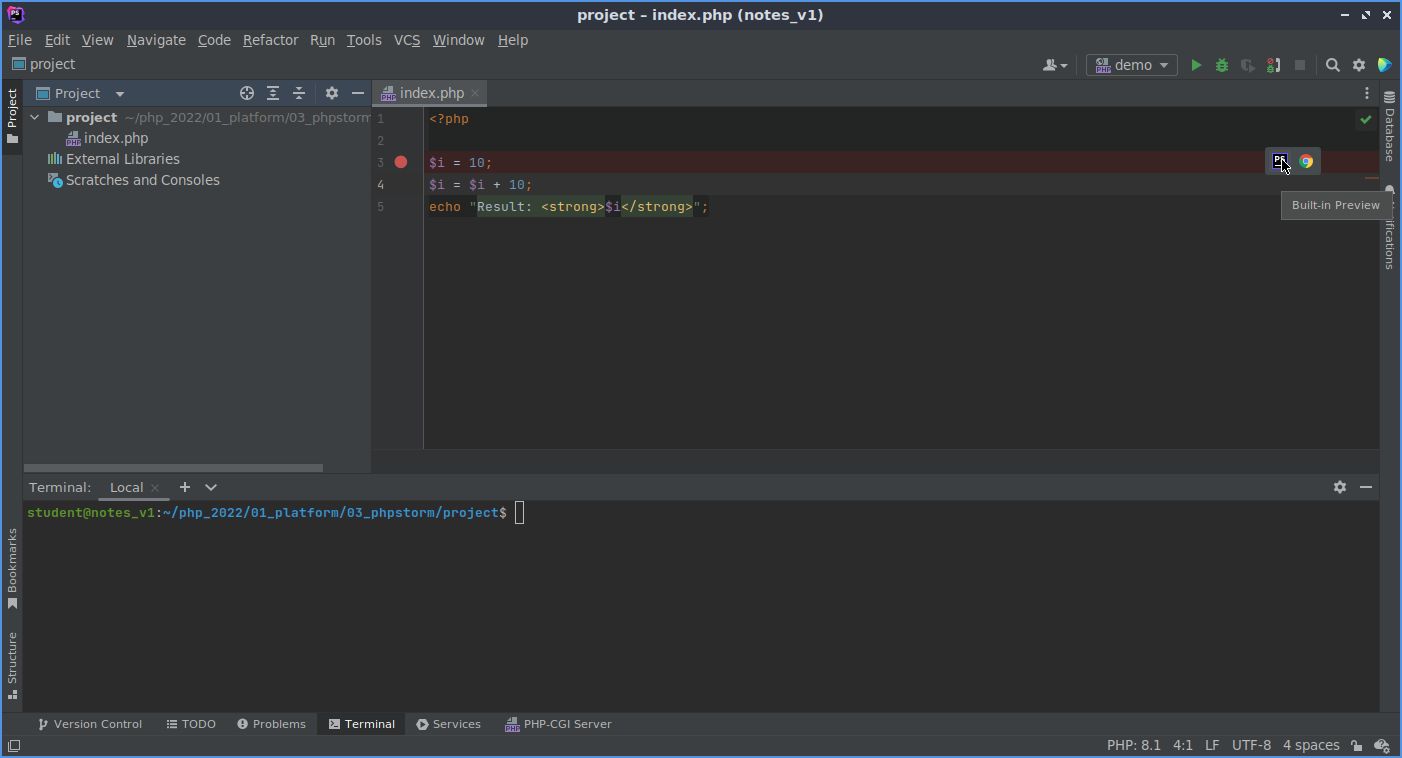 project – index.php (notes_v1)
File Edit View Navigate Code Refactor Run Tools VCS Window Help
project
demo
Project
Project
index.php
project ~/php_2022/01_platform/03_phpstorm
index.php
External Libraries
Scratches and Consoles
1 <?php
2
3 $i = 10;
4 $i = $i + 10;
5 echo "Result: <strong>$i</strong>";
Built-in Preview
Database
Terminal: Local
student@notes_v1:~/php_2022/01_platform/03_phpstorm/project$
Bookmarks
Structure
Version Control TODO Problems Terminal Services PHP-CGI Server
PHP: 8.1 4:1 LF UTF-8 4 spaces